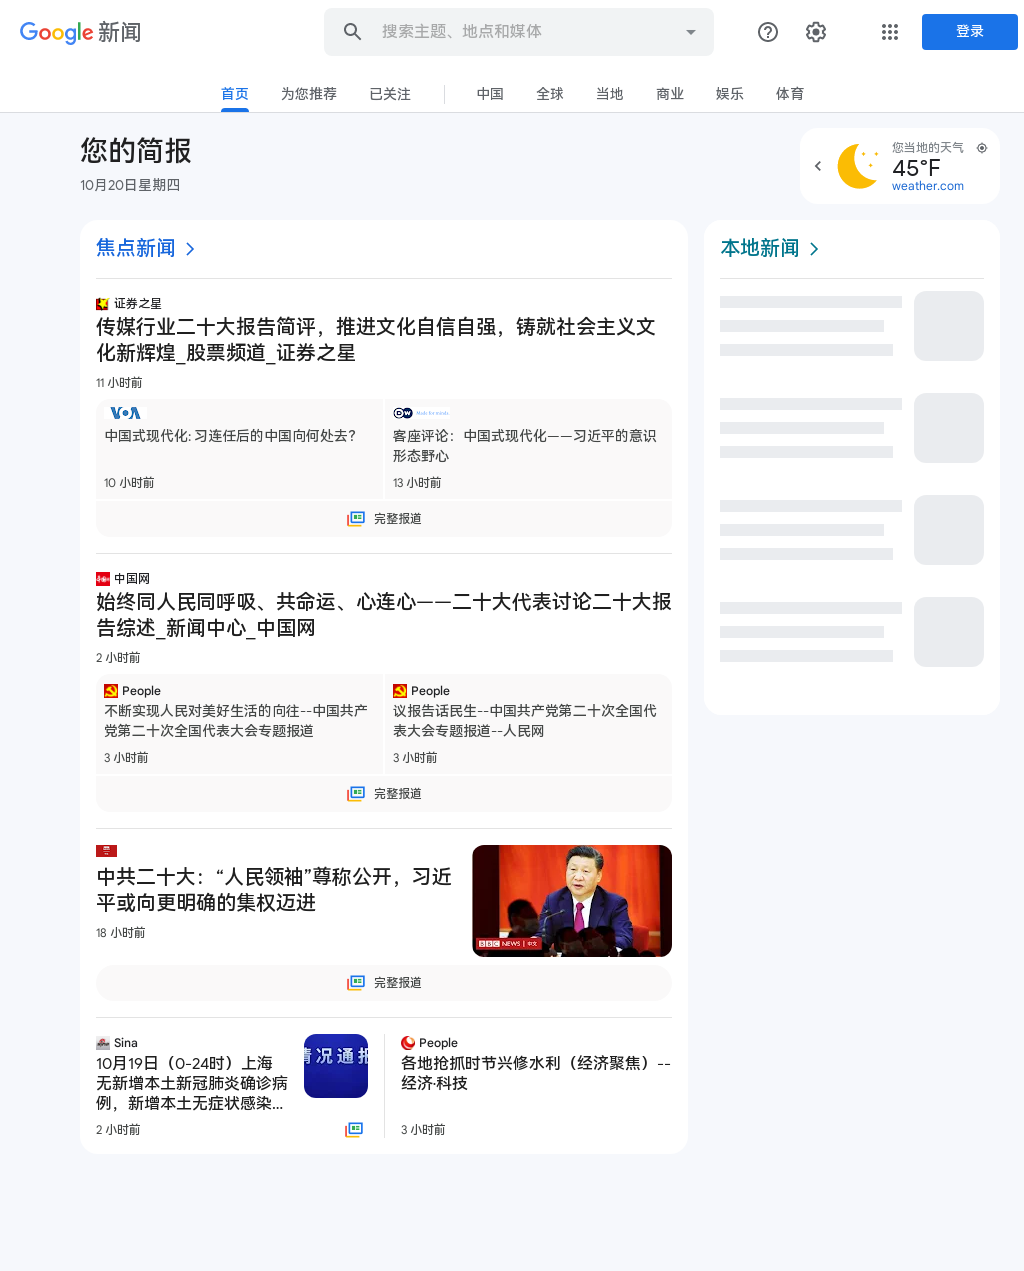 Google 新闻
搜索主题、地点和媒体
登录
首页 为您推荐 已关注 中国 全球 当地 商业 娱乐 体育
您的简报
10月20日星期四
您当地的天气
45°F
weather.com
焦点新闻
证券之星
传媒行业二十大报告简评，推进文化自信自强，铸就社会主义文
化新辉煌_股票频道_证券之星
11 小时前
VOA
中国式现代化: 习连任后的中国向何处去?
10 小时前
DW Made for minds
客座评论：中国式现代化——习近平的意识
形态野心
13 小时前
完整报道
中国网
始终同人民同呼吸、共命运、心连心——二十大代表讨论二十大报
告综述_新闻中心_中国网
2 小时前
People
不断实现人民对美好生活的向往--中国共产
党第二十次全国代表大会专题报道
3 小时前
People
议报告话民生--中国共产党第二十次全国代
表大会专题报道--人民网
3 小时前
完整报道
中共二十大：“人民领袖”尊称公开，习近
平或向更明确的集权迈进
18 小时前
BBC NEWS | 中文
完整报道
Sina
10月19日（0-24时）上海
无新增本土新冠肺炎确诊病
例，新增本土无症状感染...
2 小时前
情况通报
People
各地抢抓时节兴修水利（经济聚焦）--
经济·科技
3 小时前
本地新闻